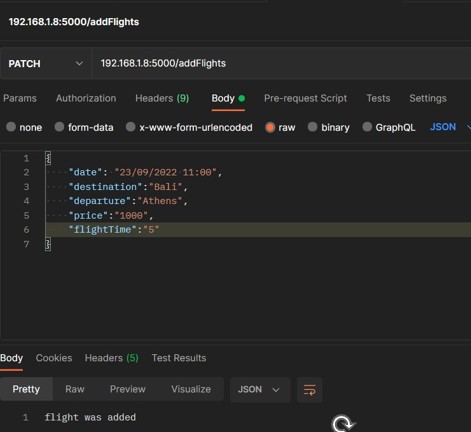 192.168.1.8:5000/addFlights
PATCH 192.168.1.8:5000/addFlights
Params Authorization Headers (9) Body Pre-request Script Tests Settings
none form-data x-www-form-urlencoded raw binary GraphQL JSON
1 {
2 "date": "23/09/2022 11:00",
3 "destination":"Bali",
4 "departure":"Athens",
5 "price":"1000",
6 "flightTime":"5"
7 }
Body Cookies Headers (5) Test Results
Pretty Raw Preview Visualize JSON
1 flight was added